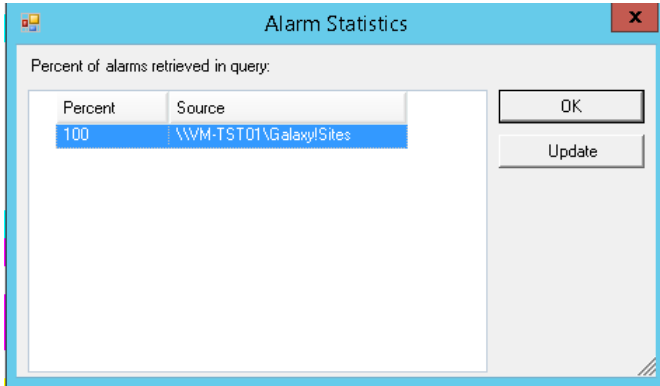 Alarm Statistics
x
Percent of alarms retrieved in query:
Percent Source
100 \\VM-TST01\Galaxy!Sites
OK
Update